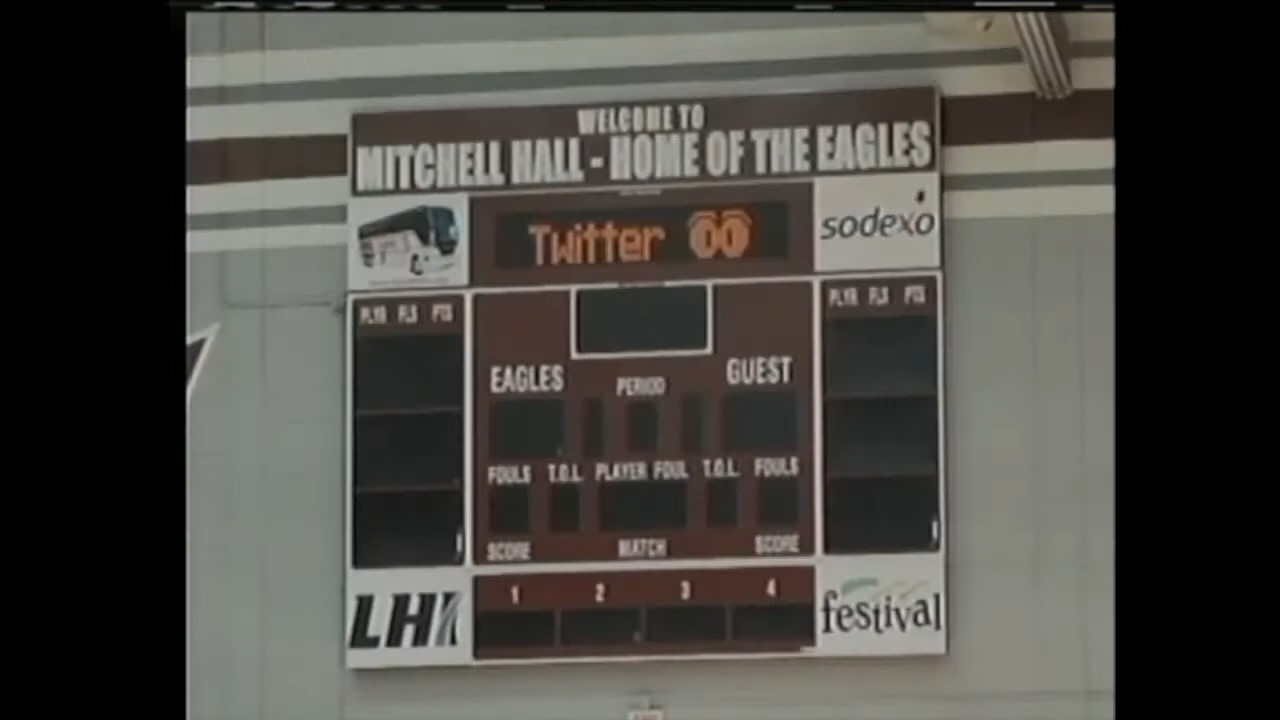 WELCOME TO
MITCHELL HALL - HOME OF THE EAGLES
Twitter
sodexo
PLYR FLS PTS
PLYR FLS PTS
EAGLES
PERIOD
GUEST
FOULS T.O.L. PLAYER FOUL T.O.L. FOULS
SCORE MATCH SCORE
1 2 3 4
LHI
festival